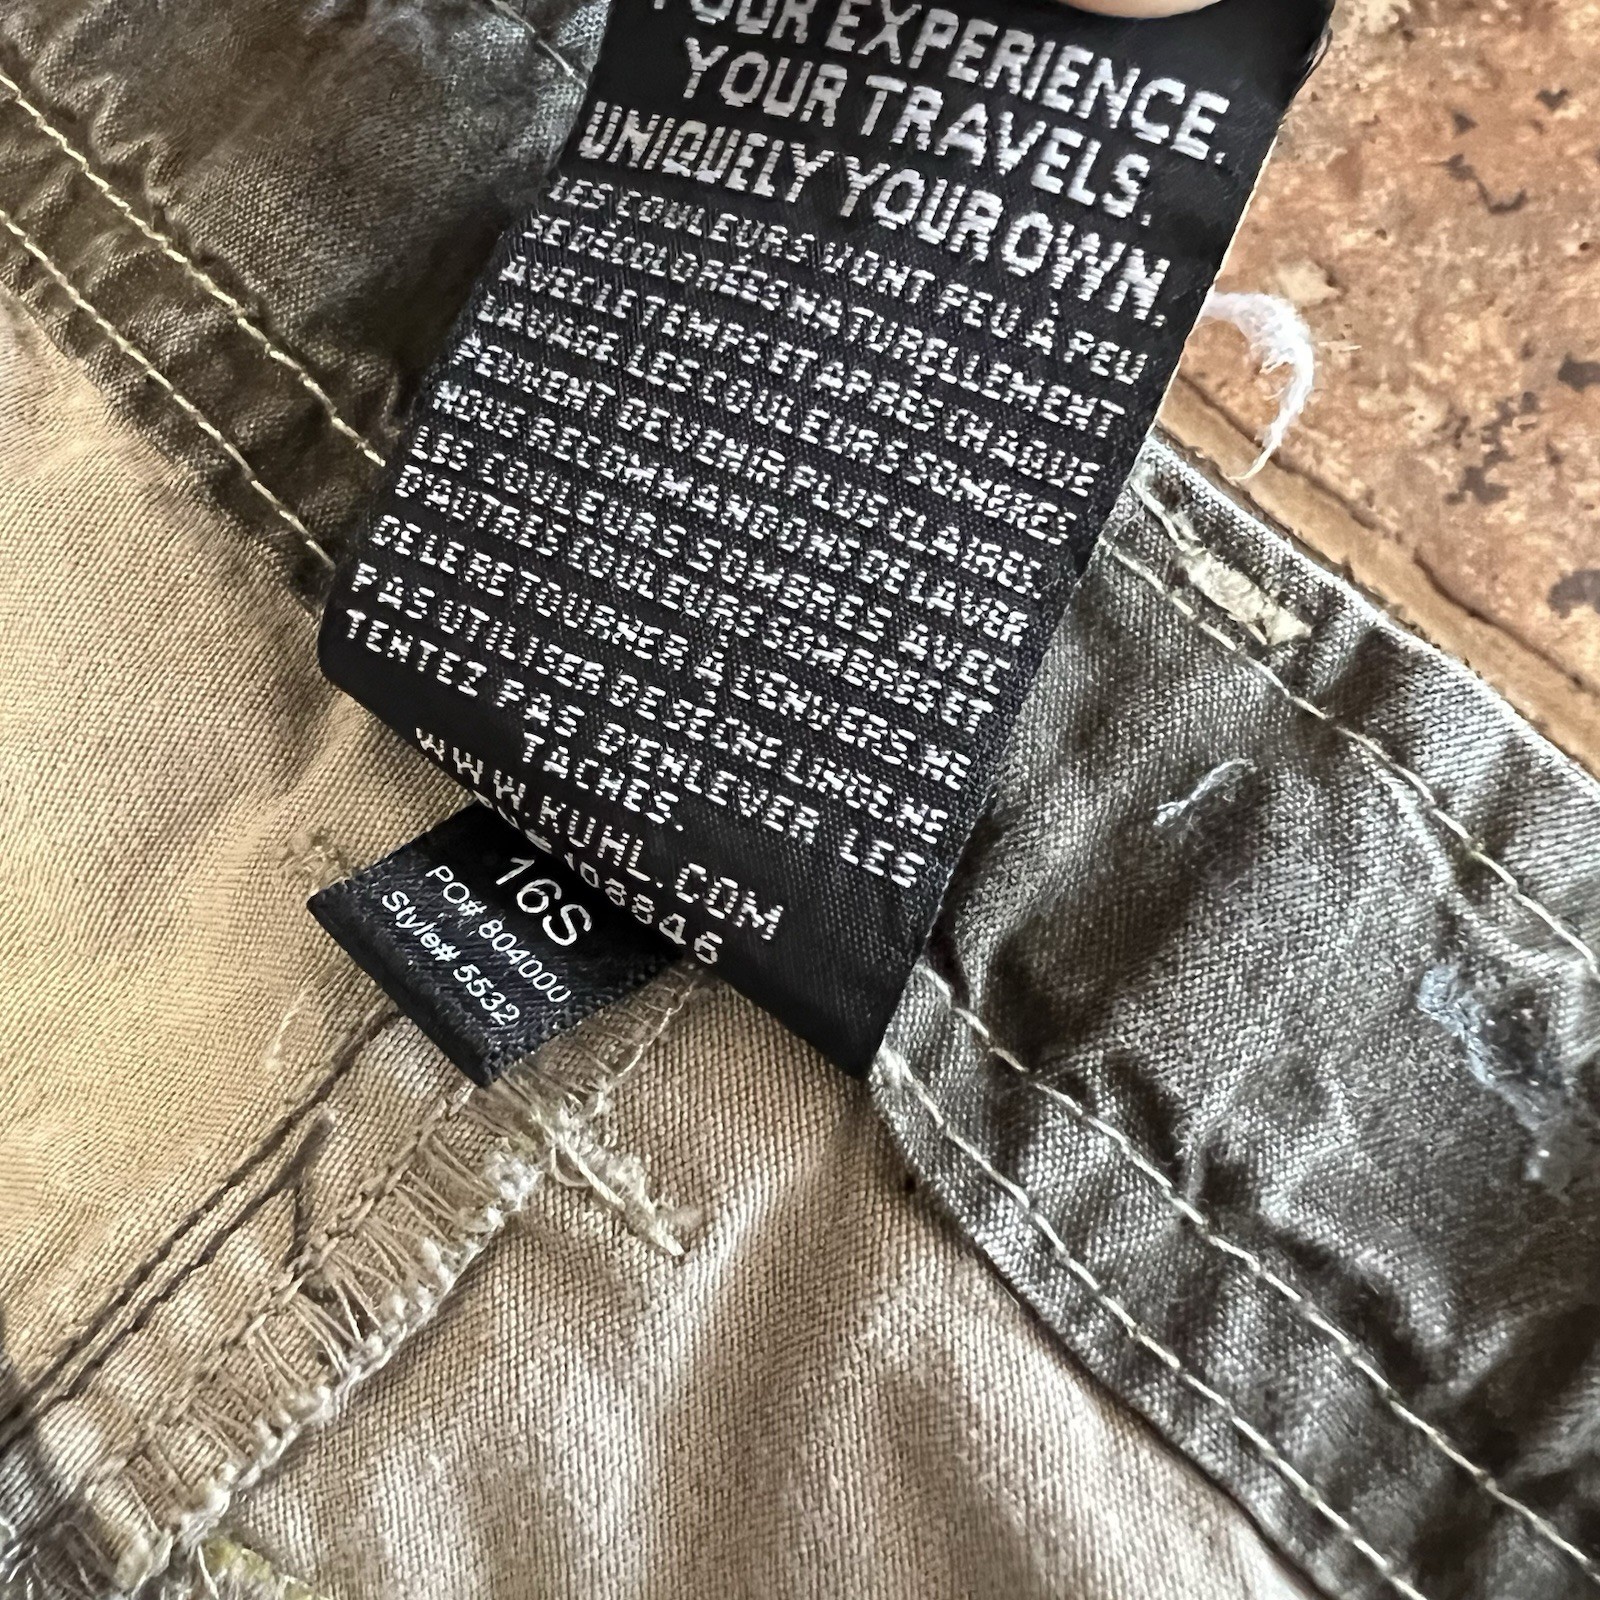 YOUR EXPERIENCE.
YOUR TRAVELS.
UNIQUELY YOUR OWN.
LES COULEURS VONT PEU À PEU
SE DÉCOLORÉES NATURELLEMENT
AVEC LE TEMPS ET APRÈS CHAQUE
LAVAGE. LES COULEURS SOMBRES
PEUVENT DEVENIR PLUS CLAIRES.
NOUS RECOMMANDONS DE LAVER
LES COULEURS SOMBRES AVEC
D'AUTRES COULEURS SOMBRES ET
DE LE RETOURNER À L'ENVERS. NE
PAS UTILISER DE SÈCHE LINGE. NE
TENTEZ PAS D'ENLEVER LES
TACHES.
WWW.KUHL.COM
108846
16S
PO# 804000
Style# 5532